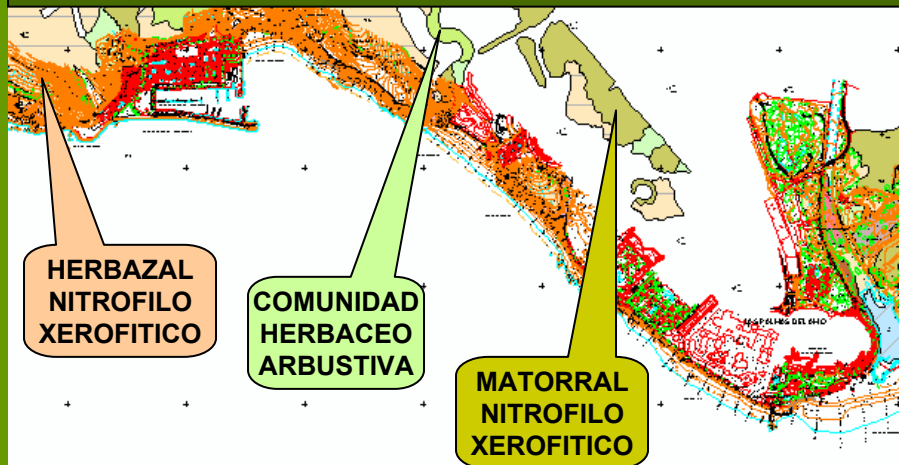 HERBAZAL
NITROFILO
XEROFITICO
COMUNIDAD
HERBACEO
ARBUSTIVA
MATORRAL
NITROFILO
XEROFITICO